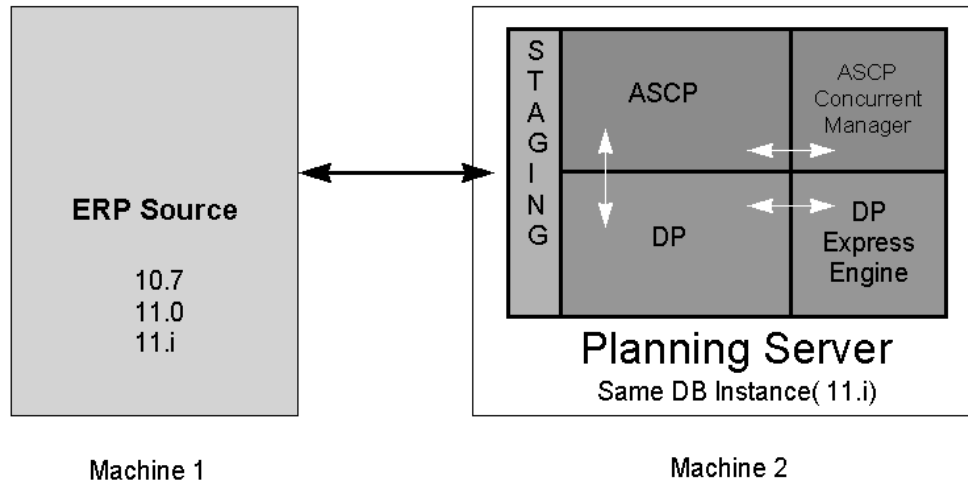 ERP Source
10.7
11.0
11.i
Machine 1
STAGING
ASCP
ASCP
Concurrent
Manager
DP
DP
Express
Engine
Planning Server
Same DB Instance( 11.i)
Machine 2